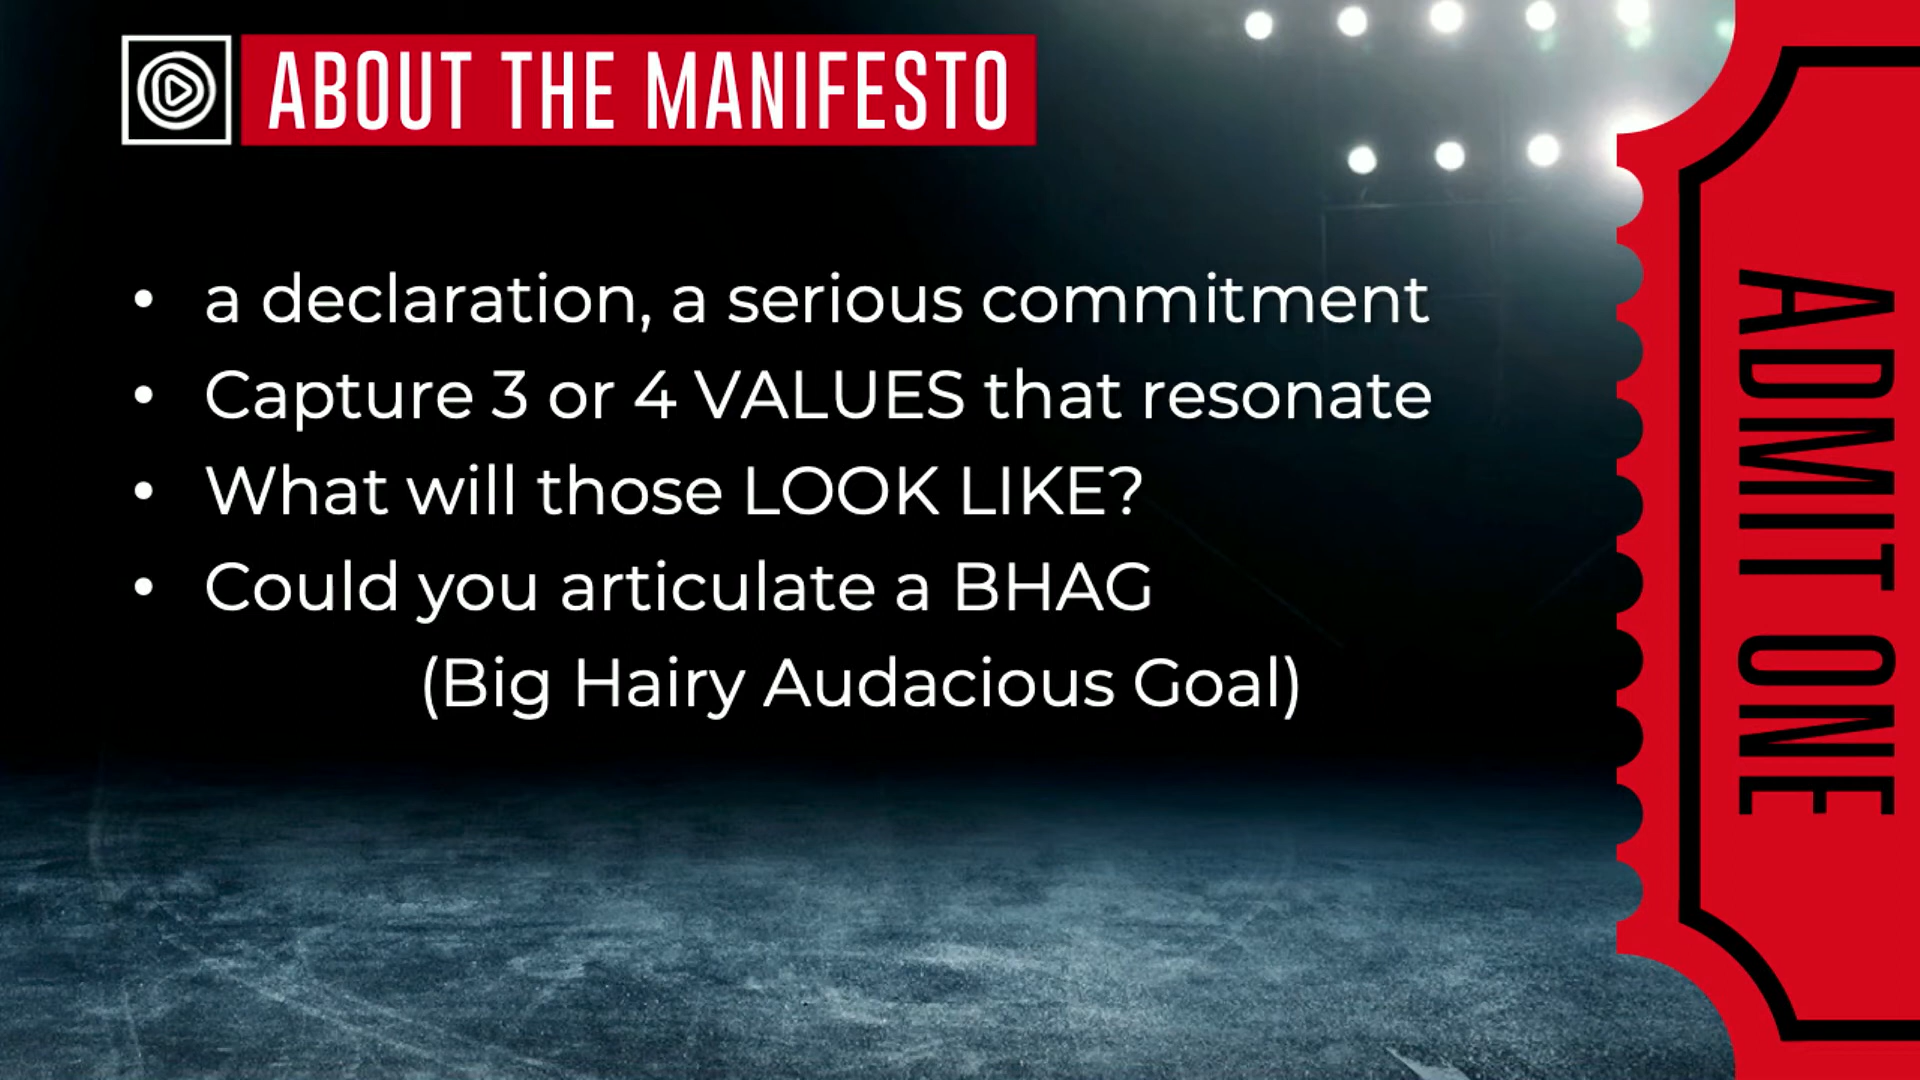 ABOUT THE MANIFESTO
• a declaration, a serious commitment
• Capture 3 or 4 VALUES that resonate
• What will those LOOK LIKE?
• Could you articulate a BHAG
(Big Hairy Audacious Goal)
ADMIT ONE